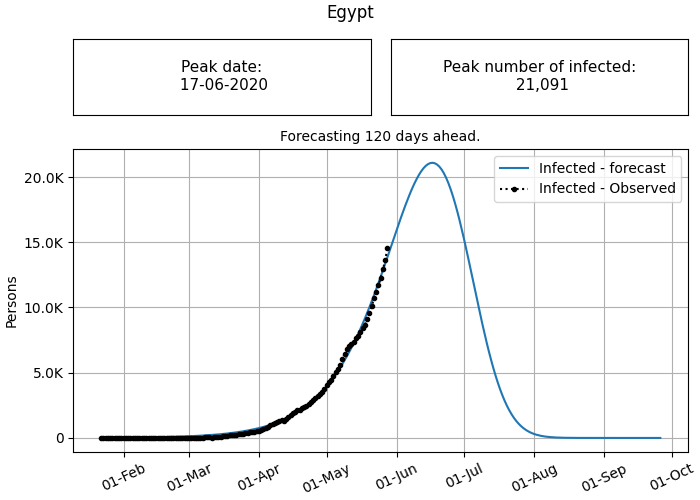 Egypt
Peak date:
17-06-2020
Peak number of infected:
21,091
Forecasting 120 days ahead.
Infected - forecast
Infected - Observed
Persons
20.0K
15.0K
10.0K
5.0K
0
01-Feb
01-Mar
01-Apr
01-May
01-Jun
01-Jul
01-Aug
01-Sep
01-Oct